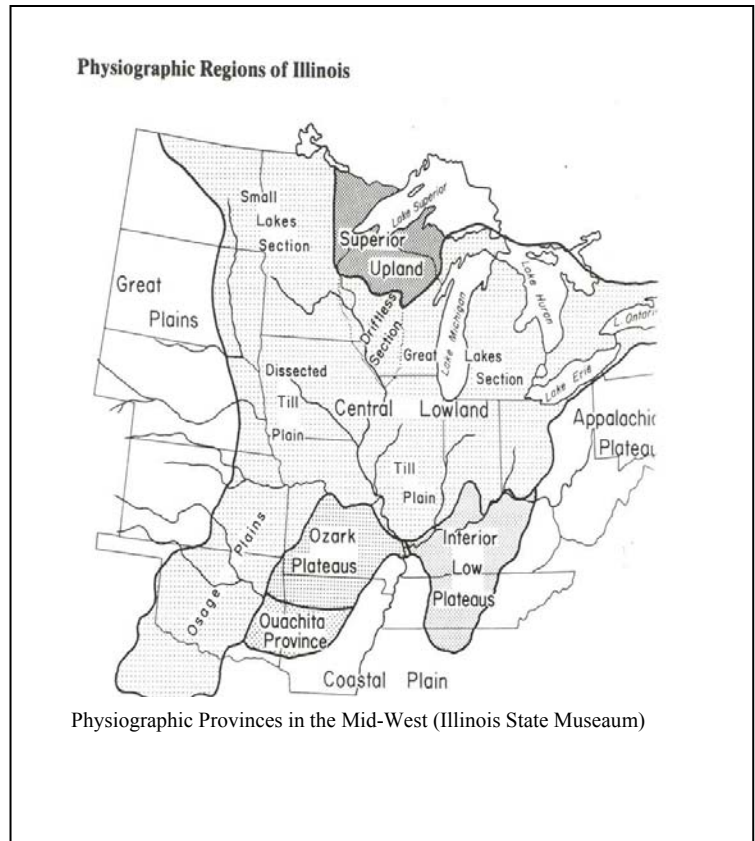 Physiographic Regions of Illinois
Small
Lakes
Section
Lake Superior
Superior
Upland
Great
Plains
Driftless
Section
Lake Michigan
Lake Huron
L. Ontario
Great Lakes
Section
Lake Erie
Dissected
Till
Plain
Central Lowland
Appalachia
Plateau
Till
Plain
Plains
Osage
Ozark
Plateaus
Interior
Low
Plateaus
Ouachita
Province
Coastal Plain
Physiographic Provinces in the Mid-West (Illinois State Museaum)